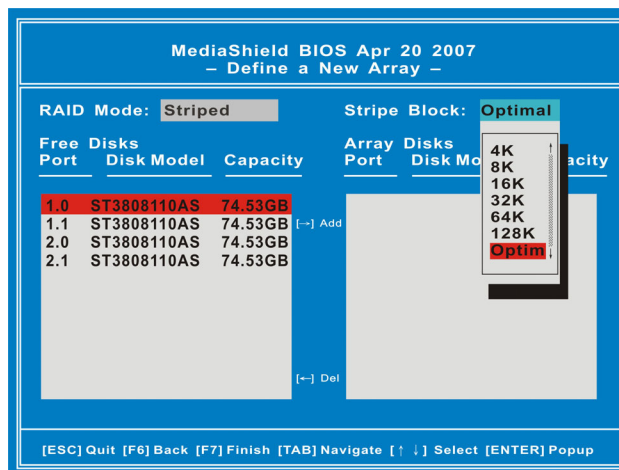 MediaShield BIOS Apr 20 2007
– Define a New Array –
RAID Mode: Striped
Stripe Block: Optimal
Free Disks
Port Disk Model Capacity
Array Disks
Port Disk Mo acity
4K
8K
16K
32K
64K
128K
Optim
1.0 ST3808110AS 74.53GB
1.1 ST3808110AS 74.53GB
2.0 ST3808110AS 74.53GB
2.1 ST3808110AS 74.53GB
[→] Add
[←] Del
[ESC] Quit [F6] Back [F7] Finish [TAB] Navigate [↑ ↓] Select [ENTER] Popup